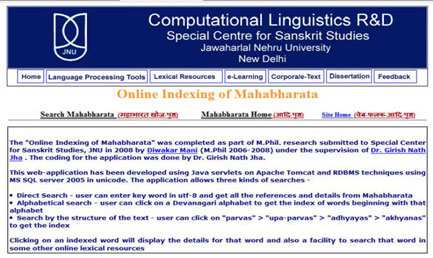 Computational Linguistics R&D
Special Centre for Sanskrit Studies
Jawaharlal Nehru University
New Delhi
JNU
Home Language Processing Tools Lexical Resources e-Learning Corpora/e-Text Dissertation Feedback
Online Indexing of Mahabharata
Search Mahabharata (महाभारत खोज-पृष्ठ) Mahabharata Home (आदि-पृष्ठ) Site Home (वेब-फलक-आदि-पृष्ठ)
The "Online Indexing of Mahabharata" was completed as part of M.Phil. research submitted to Special Center
for Sanskrit Studies, JNU in 2008 by Diwakar Mani (M.Phil 2006-2008) under the supervision of Dr. Girish Nath
Jha . The coding for the application was done by Dr. Girish Nath Jha.
This web-application has been developed using Java servlets on Apache Tomcat and RDBMS techniques using
MS SQL server 2005 in unicode. The application allows three kinds of searches -
• Direct Search - user can enter key word in utf-8 and get all the references and details from Mahabharata
• Alphabetical search - user can click on a Devanagari alphabet to get the index of words beginning with that
alphabet
• Search by the structure of the text - user can click on "parvas" > "upa-parvas" > "adhyayas" > "akhyanas"
to get the index
Clicking on an indexed word will display the details for that word and also a facility to search that word in
some other online lexical resources